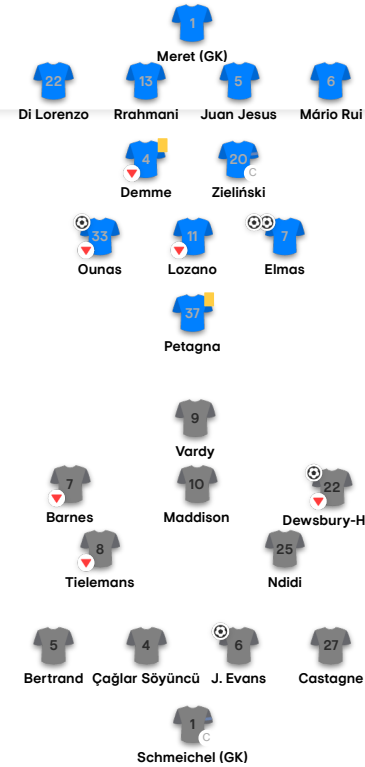 1
Meret (GK)
22 13 5 6
Di Lorenzo Rrahmani Juan Jesus Mário Rui
4 20 C
Demme Zieliński
33 11 7
Ounas Lozano Elmas
37
Petagna
9
Vardy
7 10 22
Barnes Maddison Dewsbury-H
8 25
Tielemans Ndidi
5 4 6 27
Bertrand Çağlar Söyüncü J. Evans Castagne
1 C
Schmeichel (GK)